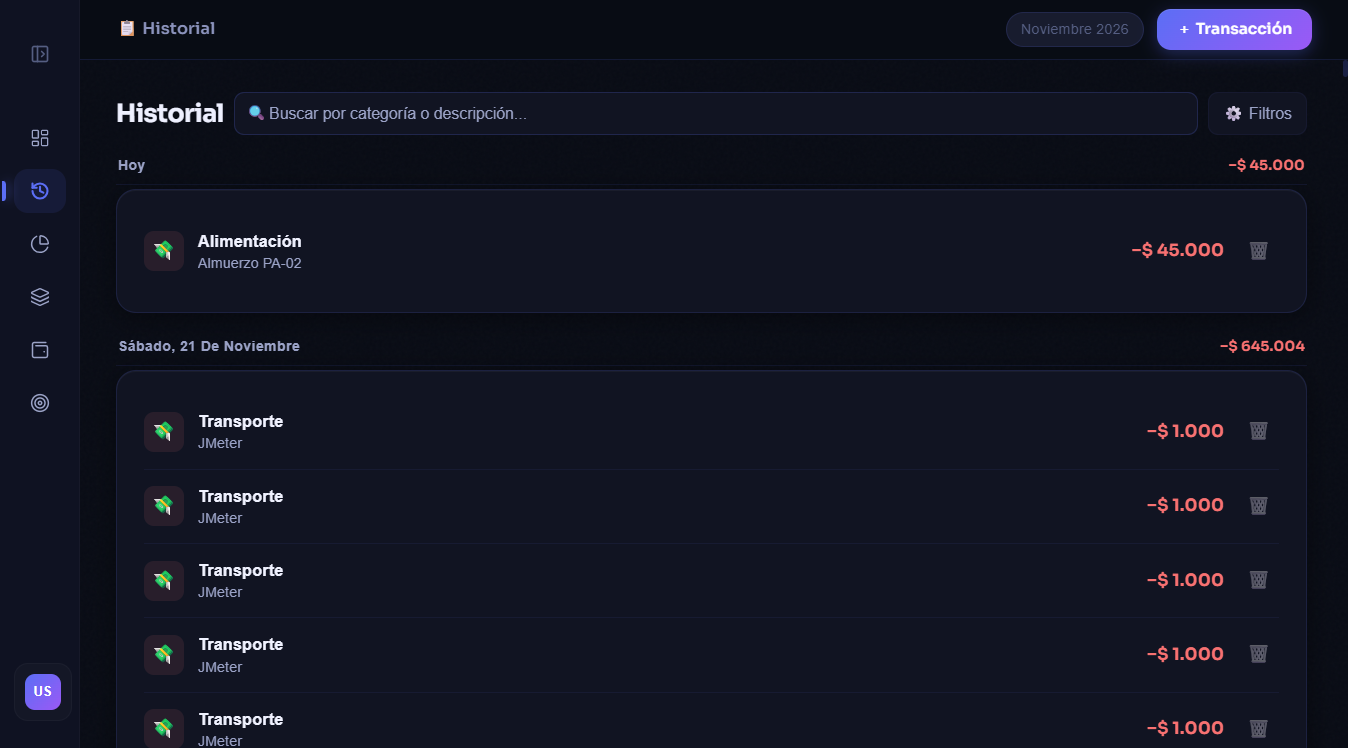 Historial
Noviembre 2026
+ Transacción
Historial
Buscar por categoría o descripción...
Filtros
Hoy
−$ 45.000
Alimentación
Almuerzo PA-02
−$ 45.000
Sábado, 21 De Noviembre
−$ 645.004
Transporte
JMeter
−$ 1.000
Transporte
JMeter
−$ 1.000
Transporte
JMeter
−$ 1.000
Transporte
JMeter
−$ 1.000
Transporte
JMeter
−$ 1.000
US